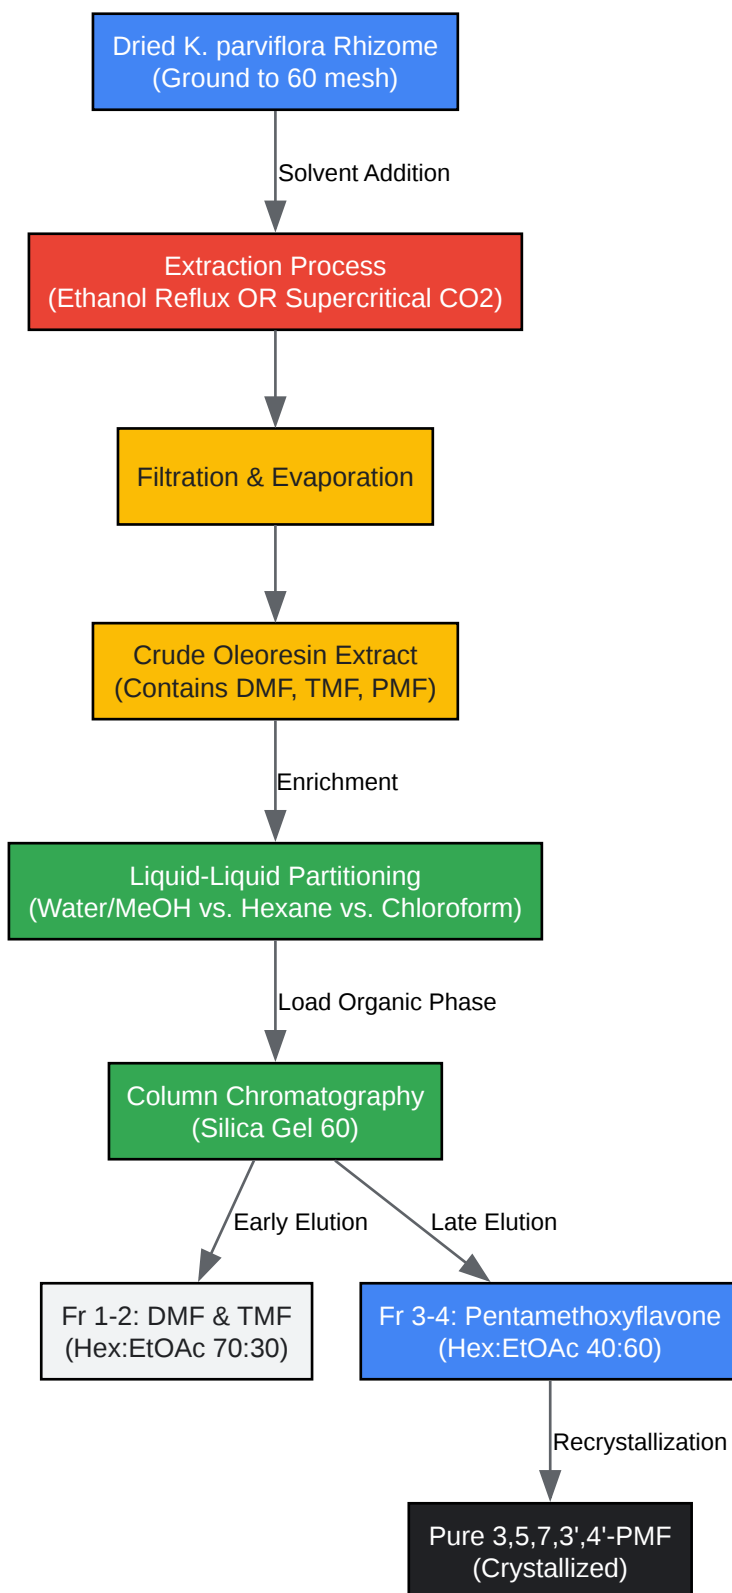 Dried K. parviflora Rhizome
(Ground to 60 mesh)
Solvent Addition
Extraction Process
(Ethanol Reflux OR Supercritical CO2)
Filtration & Evaporation
Crude Oleoresin Extract
(Contains DMF, TMF, PMF)
Enrichment
Liquid-Liquid Partitioning
(Water/MeOH vs. Hexane vs. Chloroform)
Load Organic Phase
Column Chromatography
(Silica Gel 60)
Early Elution
Late Elution
Fr 1-2: DMF & TMF
(Hex:EtOAc 70:30)
Fr 3-4: Pentamethoxyflavone
(Hex:EtOAc 40:60)
Recrystallization
Pure 3,5,7,3',4'-PMF
(Crystallized)